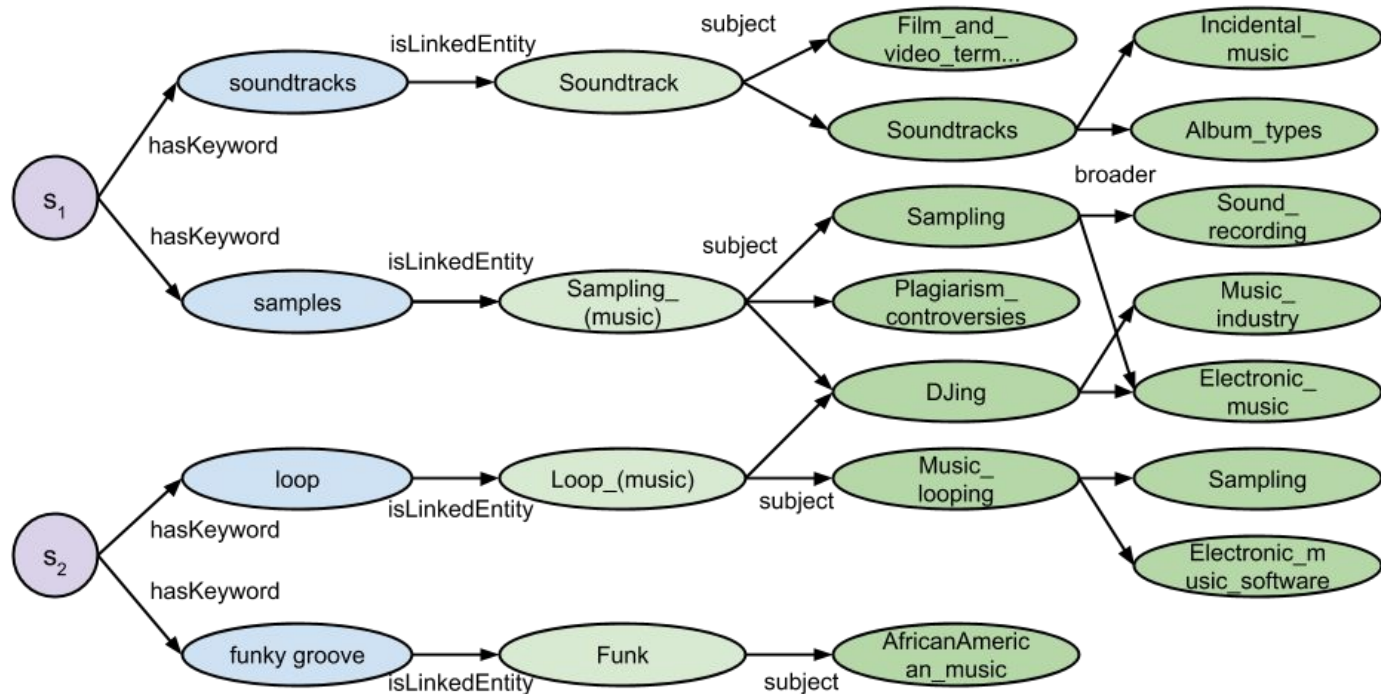 subject
Film_and_
video_term...
Incidental_
music
isLinkedEntity
soundtracks
Soundtrack
Soundtracks
Album_types
hasKeyword
broader
s1
Sampling
Sound_
recording
hasKeyword
subject
isLinkedEntity
samples
Sampling_
(music)
Plagiarism_
controversies
Music_
industry
DJing
Electronic_
music
loop
Loop_(music)
Music_
looping
Sampling
isLinkedEntity
subject
hasKeyword
s2
Electronic_m
usic_software
hasKeyword
funky groove
Funk
AfricanAmeric
an_music
isLinkedEntity
subject